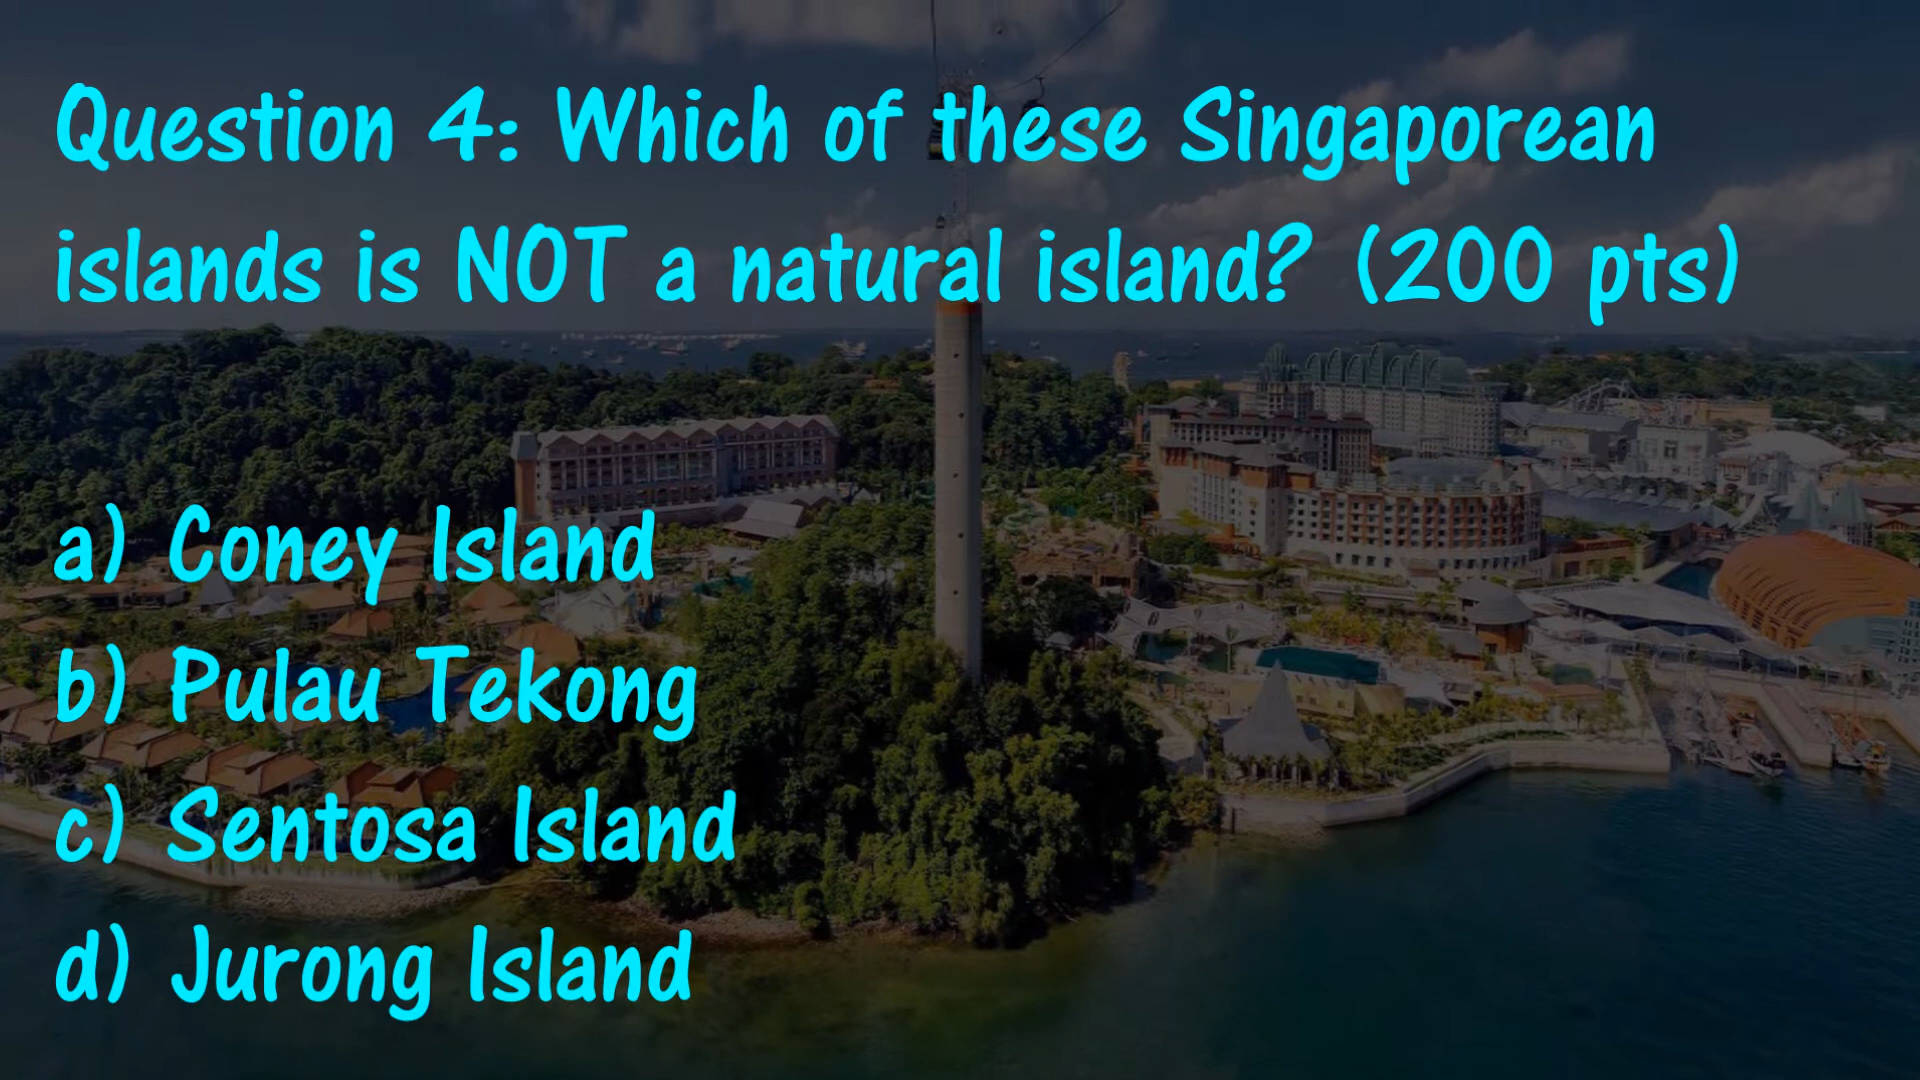 Question 4: Which of these Singaporean
islands is NOT a natural island? (200 pts)
a) Coney Island
b) Pulau Tekong
c) Sentosa Island
d) Jurong Island